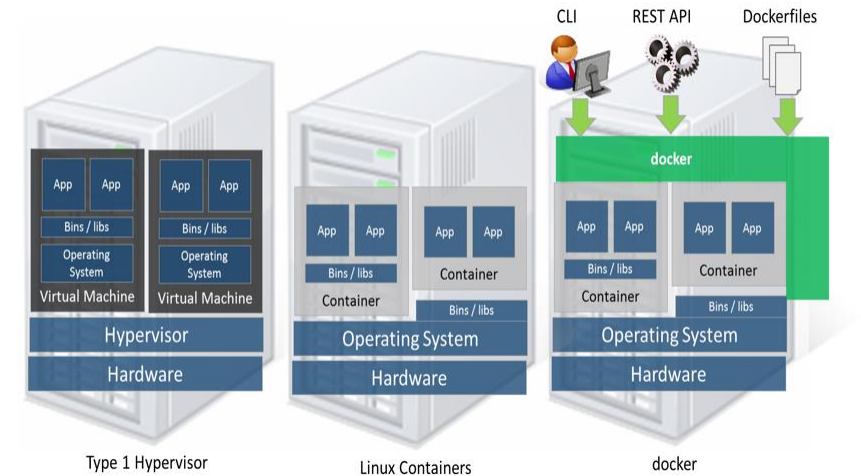 CLI REST API Dockerfiles
docker
App App App App
Bins / libs Bins / libs
Operating System Operating System
Virtual Machine Virtual Machine
Hypervisor
Hardware
Type 1 Hypervisor
App App App App
Bins / libs Container
Container Bins / libs
Operating System
Hardware
Linux Containers
App App App App
Bins / libs Container
Container Bins / libs
Operating System
Hardware
docker